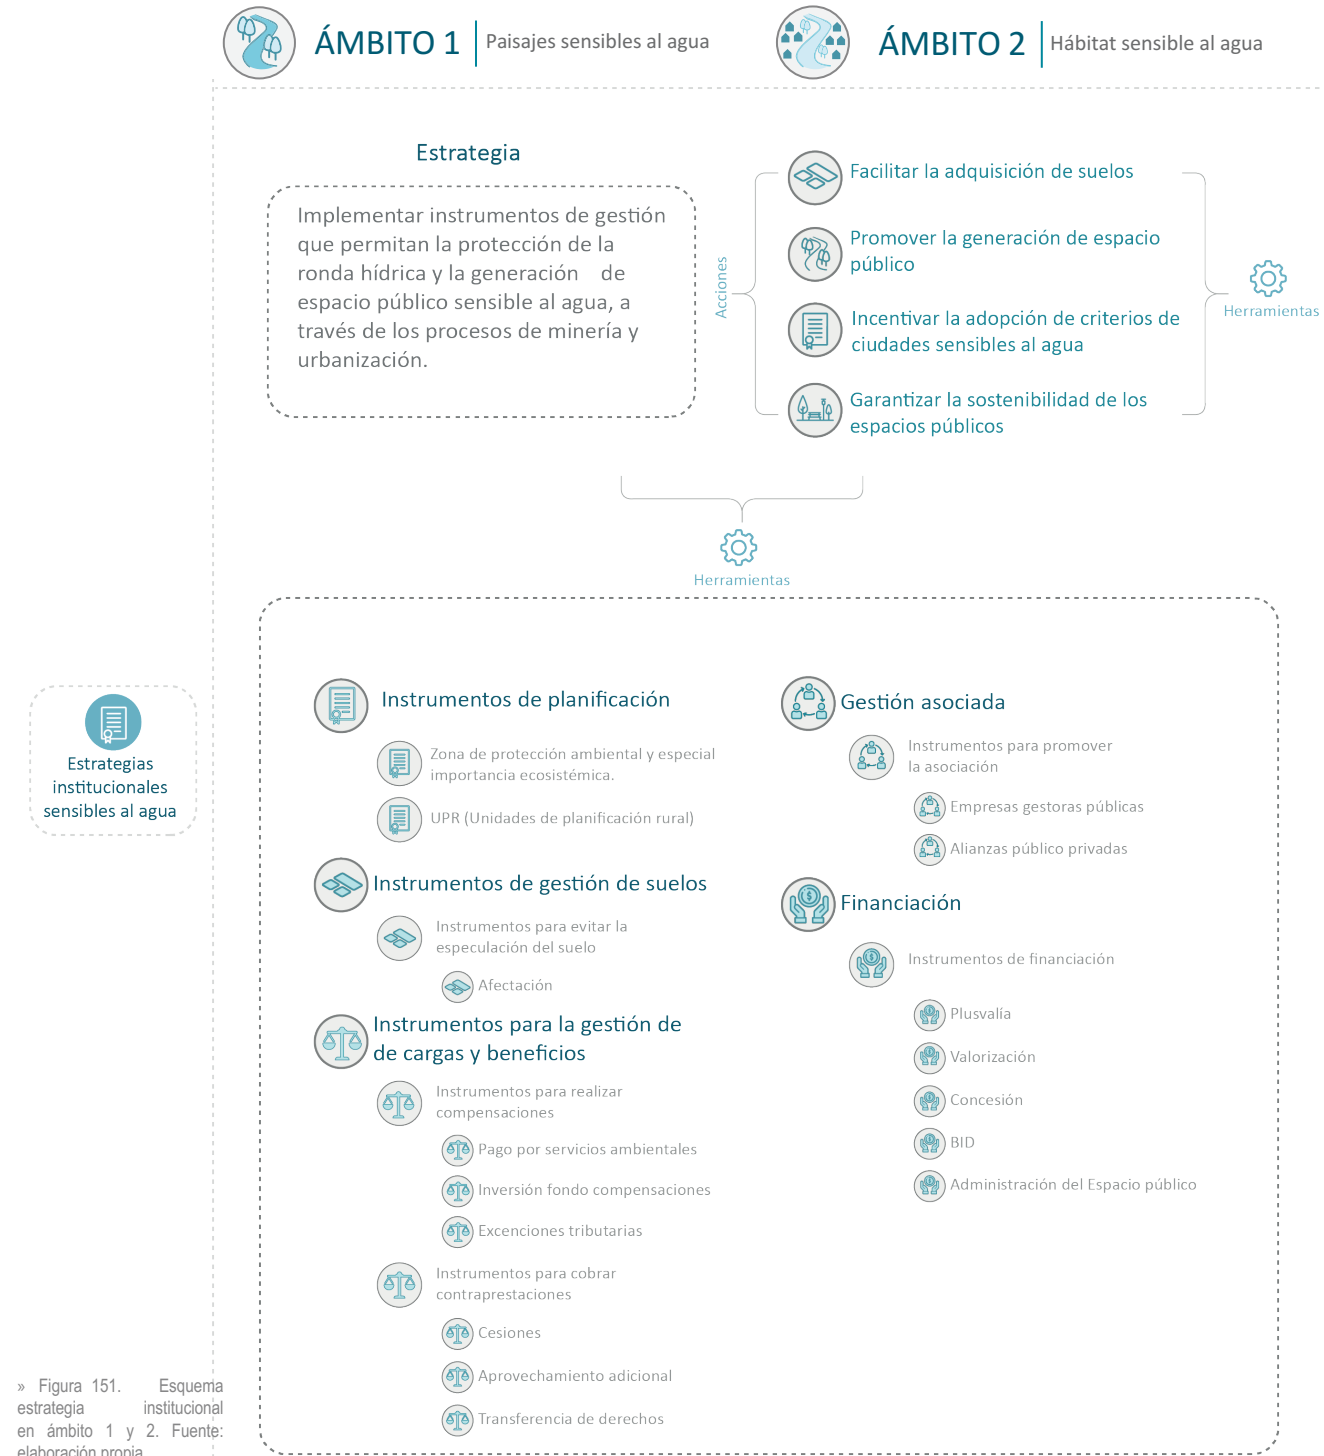 ÁMBITO 1
Paisajes sensibles al agua
ÁMBITO 2
Hábitat sensible al agua
Estrategia
Implementar instrumentos de gestión
que permitan la protección de la
ronda hídrica y la generación de
espacio público sensible al agua, a
través de los procesos de minería y
urbanización.
Acciones
Facilitar la adquisición de suelos
Promover la generación de espacio
público
Incentivar la adopción de criterios de
ciudades sensibles al agua
Garantizar la sostenibilidad de los
espacios públicos
Herramientas
Herramientas
Estrategias
institucionales
sensibles al agua
Instrumentos de planificación
Zona de protección ambiental y especial
importancia ecosistémica.
UPR (Unidades de planificación rural)
Instrumentos de gestión de suelos
Instrumentos para evitar la
especulación del suelo
Afectación
Instrumentos para la gestión de
de cargas y beneficios
Instrumentos para realizar
compensaciones
Pago por servicios ambientales
Inversión fondo compensaciones
Excenciones tributarias
Instrumentos para cobrar
contraprestaciones
Cesiones
Aprovechamiento adicional
Transferencia de derechos
Gestión asociada
Instrumentos para promover
la asociación
Empresas gestoras públicas
Alianzas público privadas
Financiación
Instrumentos de financiación
Plusvalía
Valorización
Concesión
BID
Administración del Espacio público
» Figura 151. Esquema
estrategia institucional
en ámbito 1 y 2. Fuente:
elaboración propia